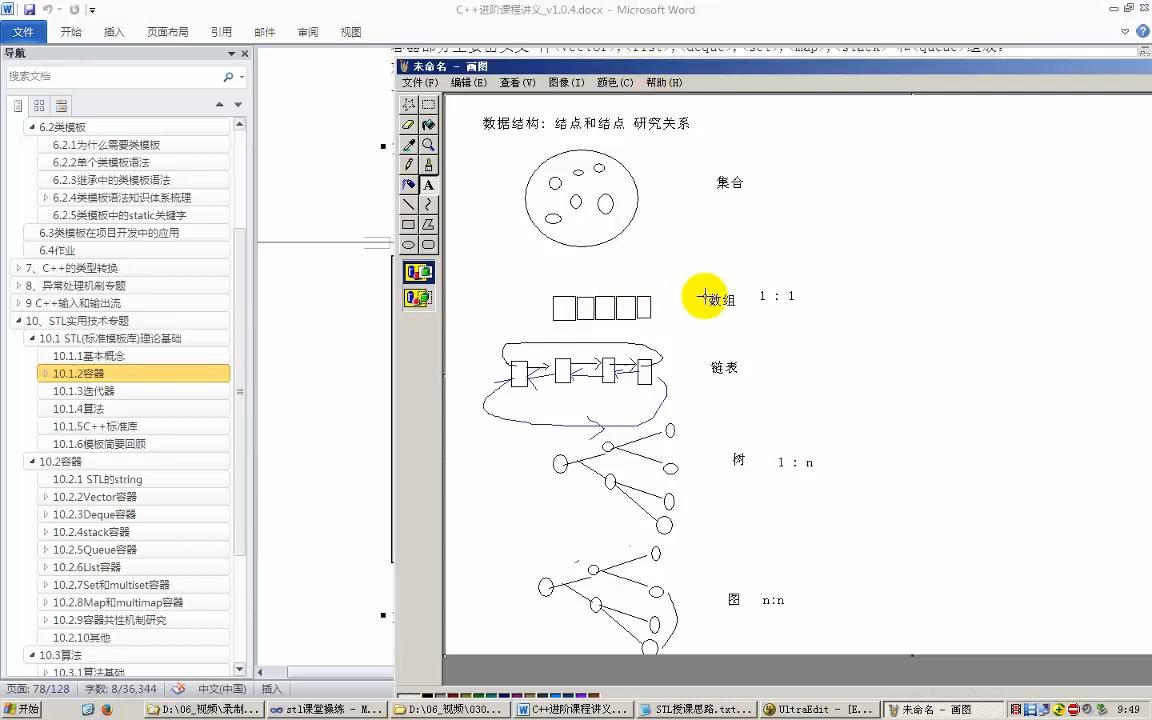 C++进阶课程讲义_v1.0.4.docx - Microsoft Word
文件 开始 插入 页面布局 引用 邮件 审阅 视图
导航
搜索文档
6.2类模板
6.2.1为什么需要类模板
6.2.2单个类模板语法
6.2.3继承中的类模板语法
6.2.4类模板语法知识体系梳理
6.2.5类模板中的static关键字
6.3类模板在项目开发中的应用
6.4作业
7、C++的类型转换
8、异常处理机制专题
9 C++输入和输出流
10、STL实用技术专题
10.1 STL(标准模板库)理论基础
10.1.1基本概念
10.1.2容器
10.1.3迭代器
10.1.4算法
10.1.5C++标准库
10.1.6模板简要回顾
10.2容器
10.2.1 STL的string
10.2.2Vector容器
10.2.3Deque容器
10.2.4stack容器
10.2.5Queue容器
10.2.6List容器
10.2.7Set和multiset容器
10.2.8Map和multimap容器
10.2.9容器共性机制研究
10.2.10其他
10.3算法
10.3.1算法基础
未命名 - 画图
文件(F) 编辑(E) 查看(V) 图像(I) 颜色(C) 帮助(H)
数据结构: 结点和结点 研究关系
集合
数组 1 : 1
链表
树 1 : n
图 n:n
页面: 78/128 字数: 8/36,344 中文(中国) 插入
开始 D:\06_视频\录制... stl课堂操练 - M... D:\06_视频\030... C++进阶课程讲义... STL授课思路.txt... UltraEdit - [E... 未命名 - 画图 9:49